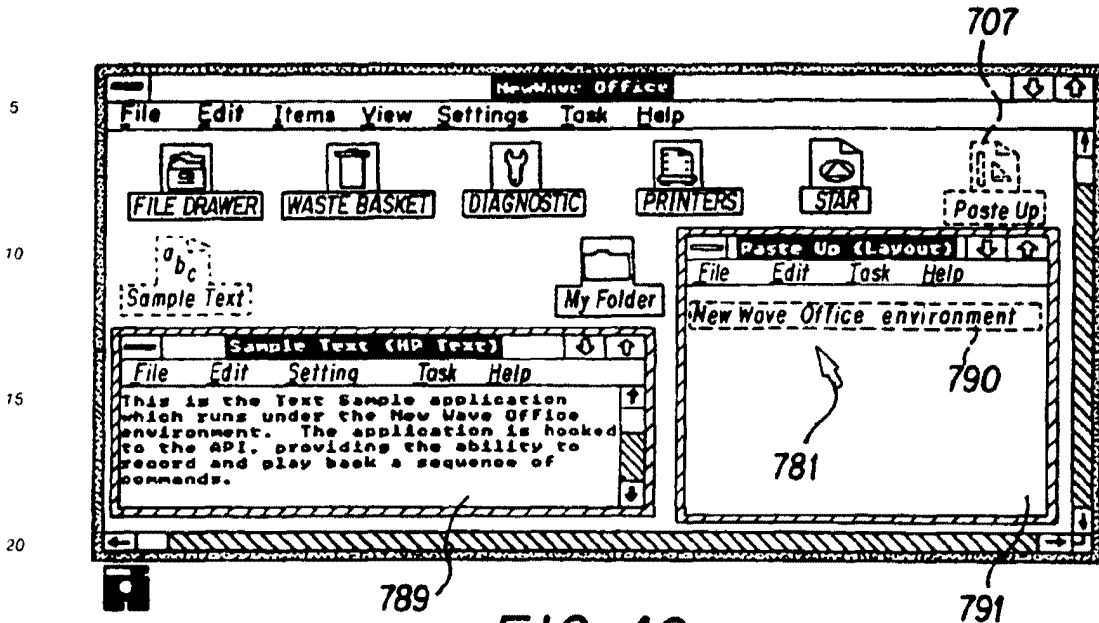 707
5
NewWave Office
File Edit Items View Settings Task Help
FILE DRAWER WASTE BASKET DIAGNOSTIC PRINTERS STAR Paste Up
10
abc
Sample Text
My Folder
Paste Up (Layout)
File Edit Task Help
New Wave Office environment
790
781
Sample Text (HP Text)
File Edit Setting Task Help
15
This is the Text Sample application
which runs under the New Wave Office
environment. The application is hooked
to the API, providing the ability to
record and play back a sequence of
commands.
20
789
791